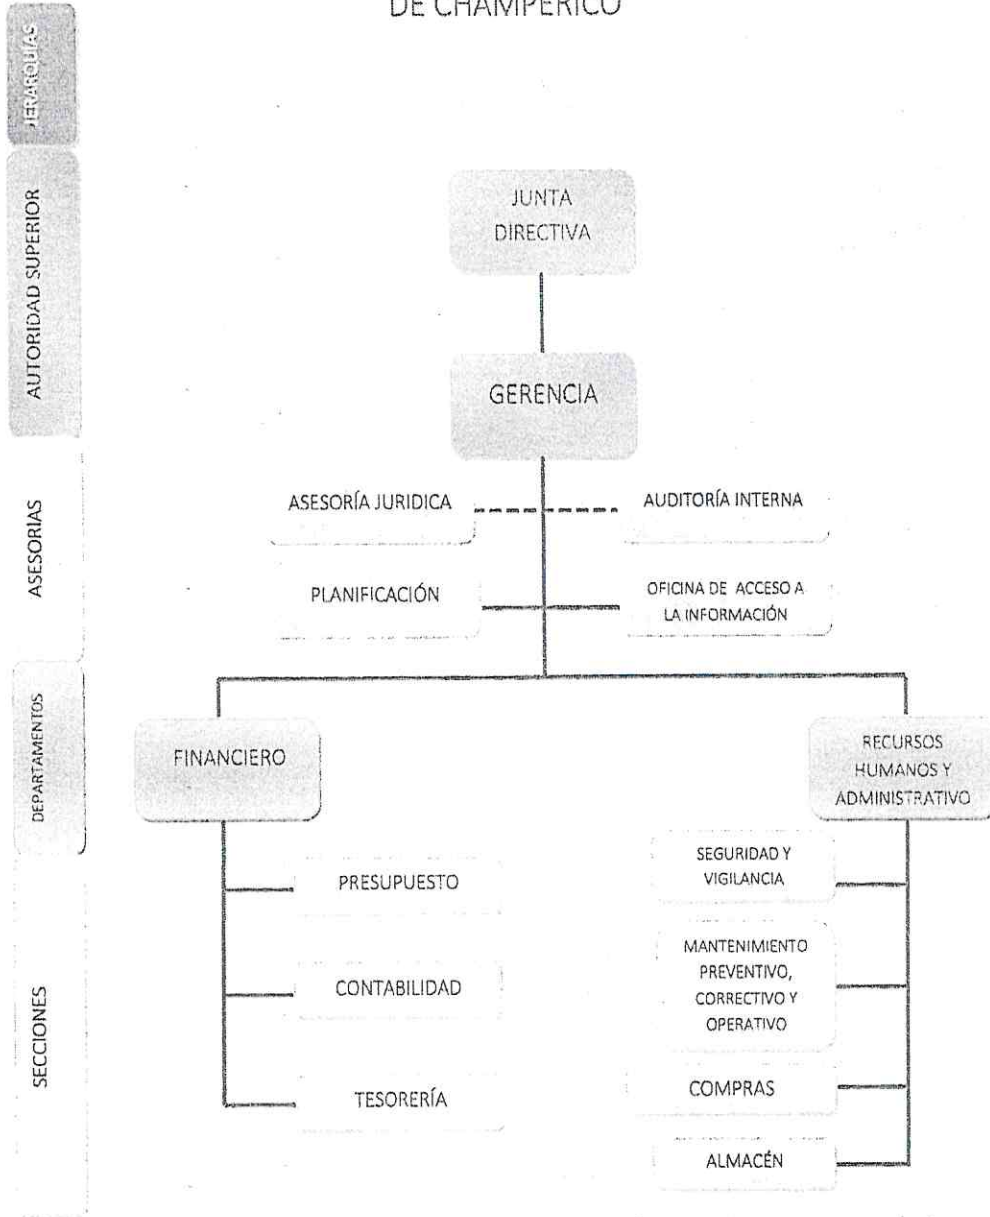 DE CHAMPERICO
JERARQUÍAS
AUTORIDAD SUPERIOR
JUNTA
DIRECTIVA
GERENCIA
ASESORIAS
ASESORÍA JURIDICA
AUDITORÍA INTERNA
PLANIFICACIÓN
OFICINA DE ACCESO A
LA INFORMACIÓN
DEPARTAMENTOS
FINANCIERO
RECURSOS
HUMANOS Y
ADMINISTRATIVO
SECCIONES
PRESUPUESTO
CONTABILIDAD
TESORERÍA
SEGURIDAD Y
VIGILANCIA
MANTENIMIENTO
PREVENTIVO,
CORRECTIVO Y
OPERATIVO
COMPRAS
ALMACÉN